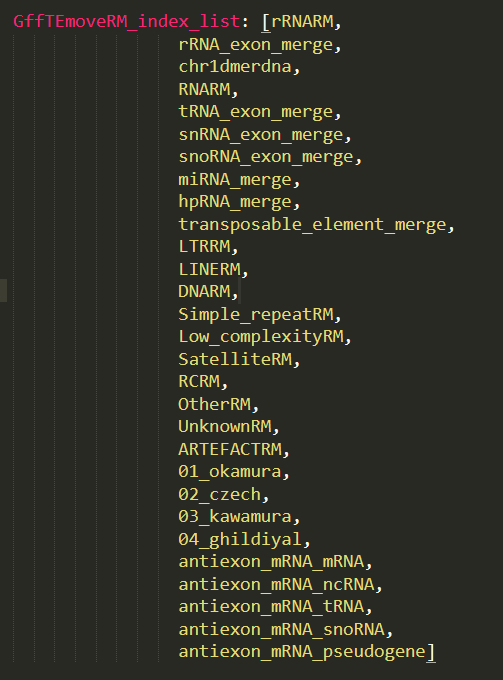 GffTEmoveRM_index_list: [rRNARM,
rRNA_exon_merge,
chr1dmerdna,
RNARM,
tRNA_exon_merge,
snRNA_exon_merge,
snoRNA_exon_merge,
miRNA_merge,
hpRNA_merge,
transposable_element_merge,
LTRRM,
LINERM,
DNARM,
Simple_repeatRM,
Low_complexityRM,
SatelliteRM,
RCRM,
OtherRM,
UnknownRM,
ARTEFACTRM,
01_okamura,
02_czech,
03_kawamura,
04_ghildiyal,
antiexon_mRNA_mRNA,
antiexon_mRNA_ncRNA,
antiexon_mRNA_tRNA,
antiexon_mRNA_snoRNA,
antiexon_mRNA_pseudogene]